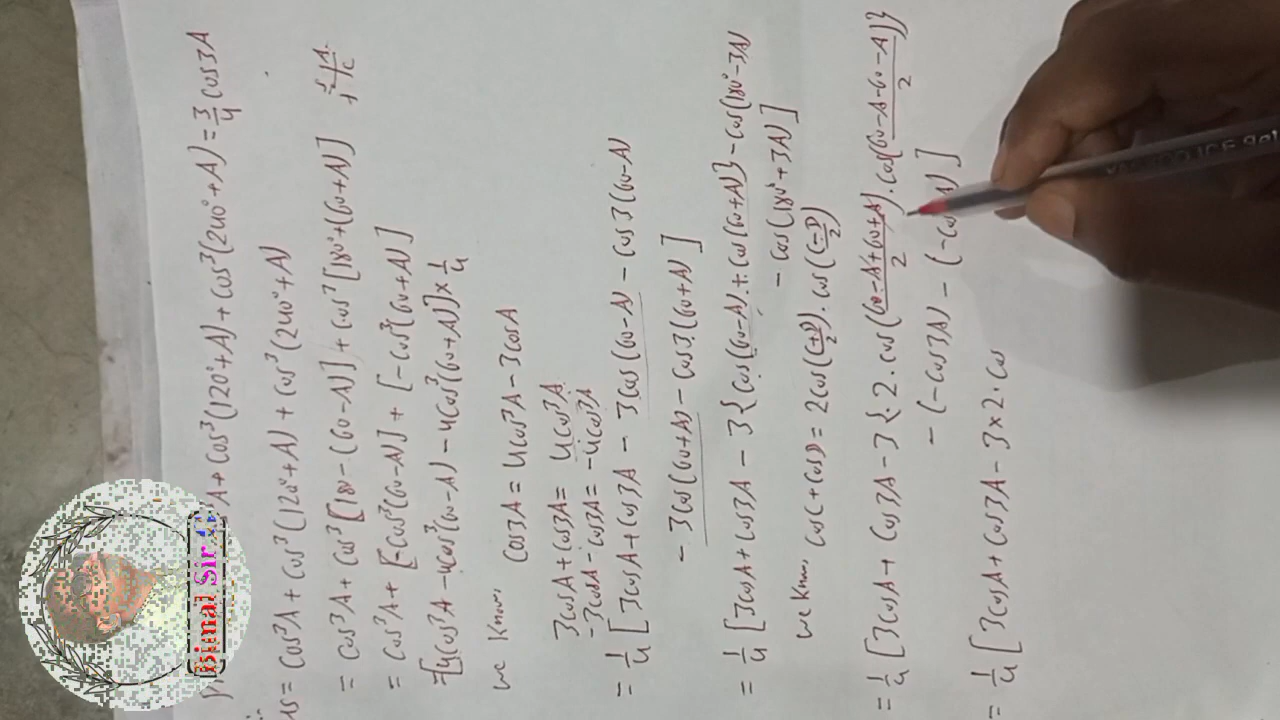 A + Cos³(120°+A) + Cos³(240°+A) = 3/4 Cos3A
= Cos³A + Cos³(120°+A) + Cos³(240°+A)
= Cos³A + Cos³[180-(60-A)] + Cos³[180°+(60+A)]
= Cos³A + [-Cos³(60-A)] + [-Cos³(60+A)]
=[4Cos³A - 4Cos³(60-A) - 4Cos³(60+A)]×1/4
we know, Cos3A = 4Cos³A - 3CosA
3CosA + Cos3A = 4Cos³A
-3CosA - Cos3A = -4Cos³A
= 1/4 [3CosA + Cos3A - 3Cos(60-A) - Cos3(60-A)
- 3Cos(60+A) - Cos3(60+A)]
= 1/4 [3CosA + Cos3A - 3{Cos(60-A) + Cos(60+A)} - Cos(180°-3A)
- Cos(180°+3A)]
we know, CosC + CosD = 2Cos(C+D/2).Cos(C-D/2)
= 1/4 [3CosA + Cos3A - 3{2.Cos(60-A+60+A/2).Cos(60-A-60-A/2)}
- (-Cos3A) - (-Cos A)]
= 1/4 [3CosA + Cos3A - 3×2.Cos
Bimal Sir